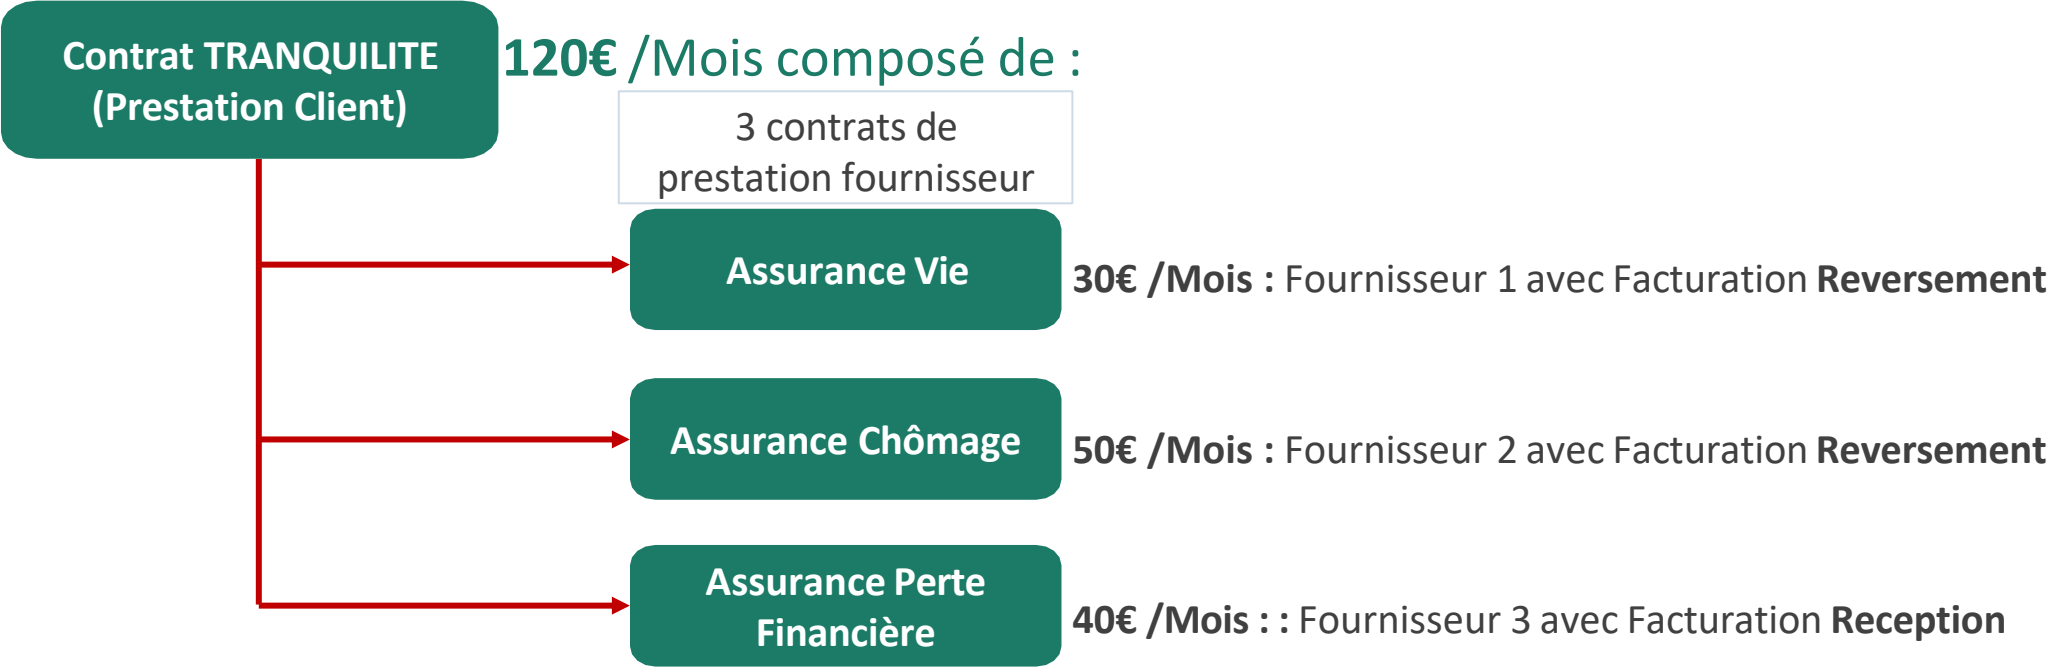 Contrat TRANQUILITE
(Prestation Client)
120€ /Mois composé de :
3 contrats de
prestation fournisseur
Assurance Vie
30€ /Mois : Fournisseur 1 avec Facturation Reversement
Assurance Chômage
50€ /Mois : Fournisseur 2 avec Facturation Reversement
Assurance Perte
Financière
40€ /Mois : : Fournisseur 3 avec Facturation Reception